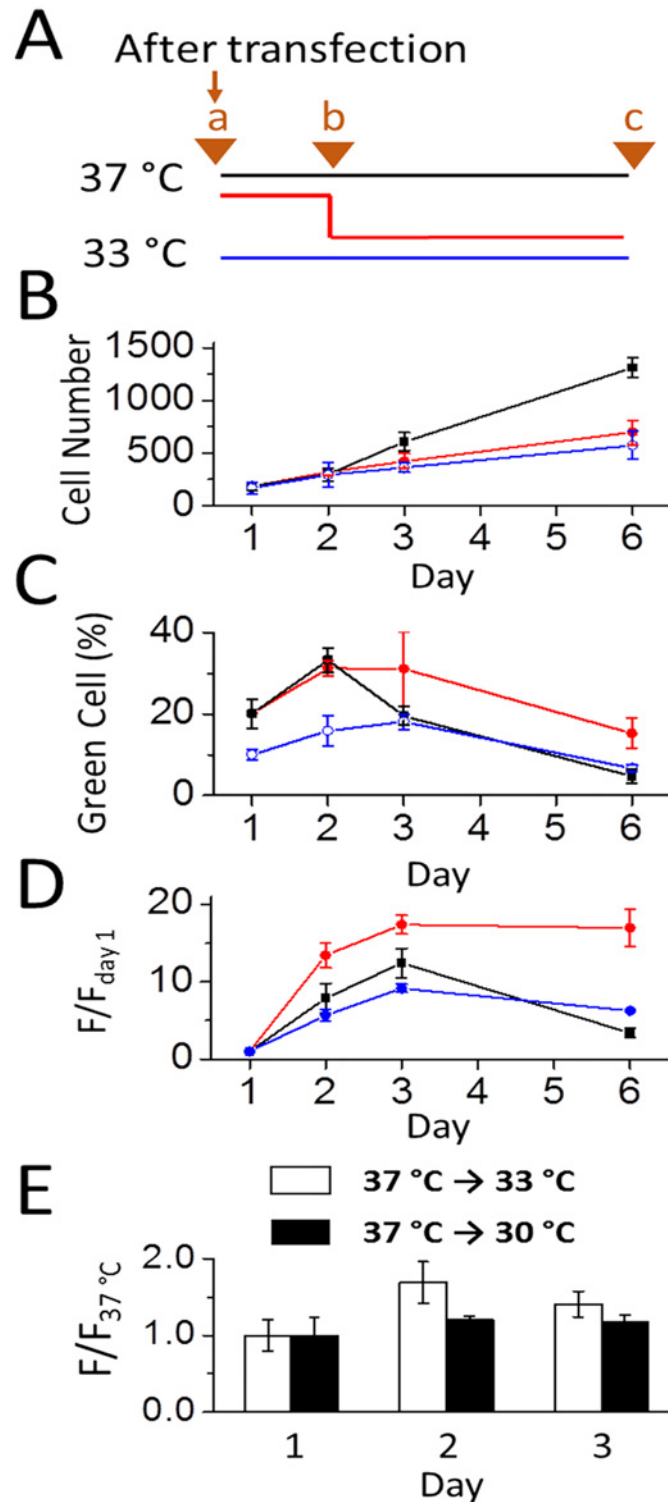 A
After transfection
a b c
37 °C
33 °C
B
1500
1000
500
0
Cell Number
1 2 3 4 5 6
Day
C
40
20
0
Green Cell (%)
1 2 3 4 5 6
Day
D
20
10
0
F/Fday 1
1 2 3 4 5 6
Day
E
37 °C → 33 °C
37 °C → 30 °C
2.0
1.0
0.0
F/F37 °C
1 2 3
Day